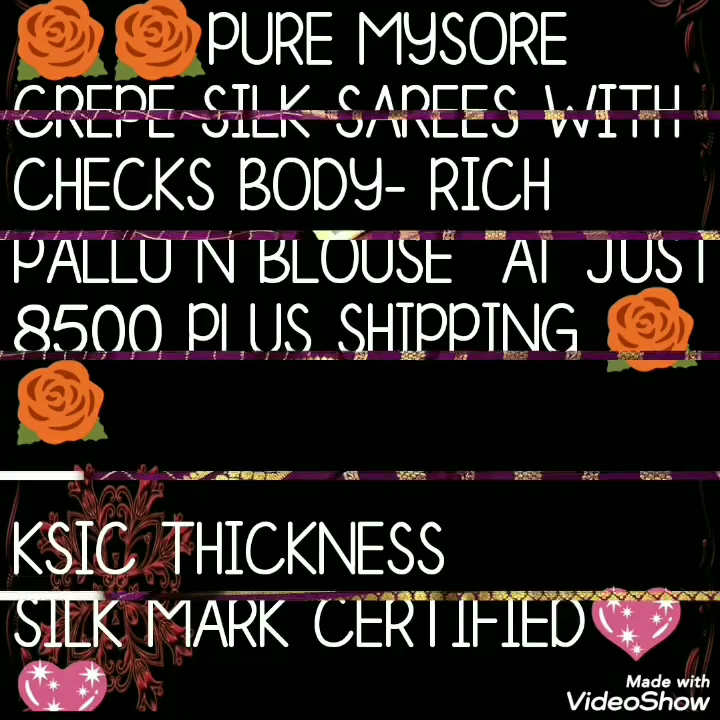 PURE MYSORE
CREPE SILK SAREES WITH
CHECKS BODY- RICH
PALLU N BLOUSE AT JUST
8500 PLUS SHIPPING
KSIC THICKNESS
SILK MARK CERTIFIED
Made with
VideoShow